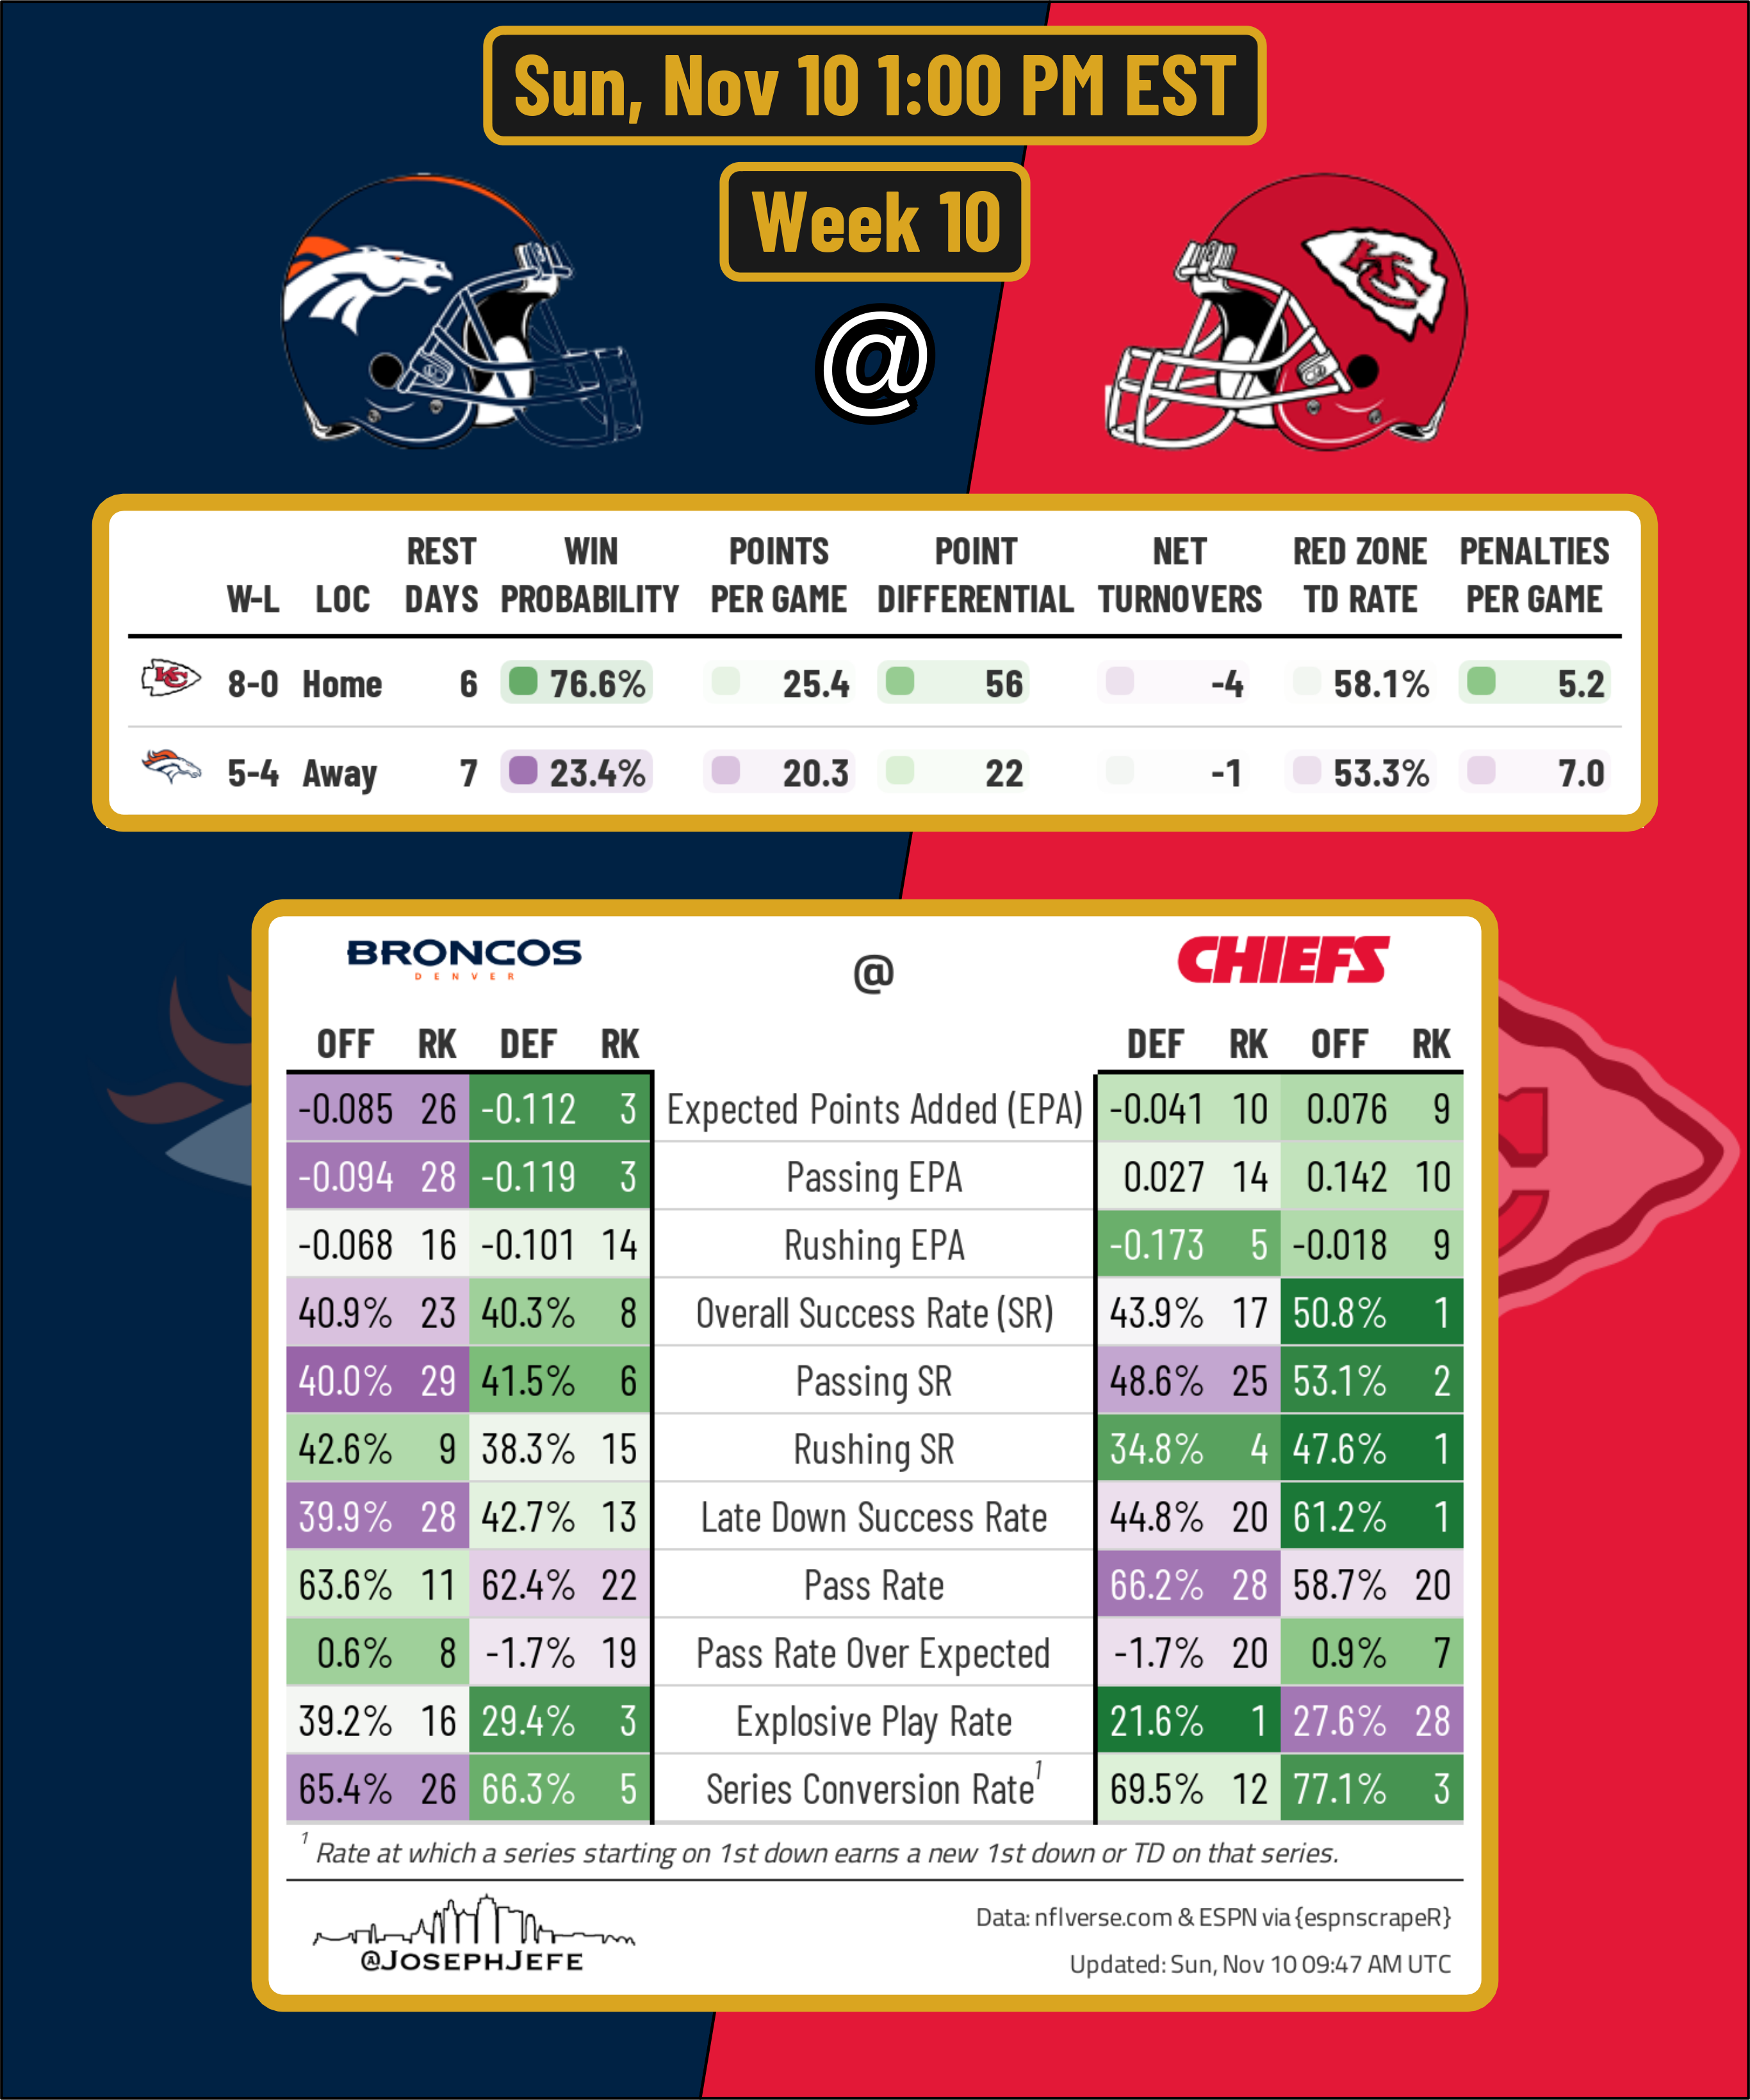 Sun, Nov 10 1:00 PM EST
Week 10
@
REST WIN POINTS POINT NET RED ZONE PENALTIES
W-L LOC DAYS PROBABILITY PER GAME DIFFERENTIAL TURNOVERS TD RATE PER GAME
KC 8-0 Home 6 76.6% 25.4 56 -4 58.1% 5.2
5-4 Away 7 23.4% 20.3 22 -1 53.3% 7.0
BRONCOS @ CHIEFS
DENVER
OFF RK DEF RK DEF RK OFF RK
-0.085 26 -0.112 3 Expected Points Added (EPA) -0.041 10 0.076 9
-0.094 28 -0.119 3 Passing EPA 0.027 14 0.142 10
-0.068 16 -0.101 14 Rushing EPA -0.173 5 -0.018 9
40.9% 23 40.3% 8 Overall Success Rate (SR) 43.9% 17 50.8% 1
40.0% 29 41.5% 6 Passing SR 48.6% 25 53.1% 2
42.6% 9 38.3% 15 Rushing SR 34.8% 4 47.6% 1
39.9% 28 42.7% 13 Late Down Success Rate 44.8% 20 61.2% 1
63.6% 11 62.4% 22 Pass Rate 66.2% 28 58.7% 20
0.6% 8 -1.7% 19 Pass Rate Over Expected -1.7% 20 0.9% 7
39.2% 16 29.4% 3 Explosive Play Rate 21.6% 1 27.6% 28
65.4% 26 66.3% 5 Series Conversion Rate¹ 69.5% 12 77.1% 3
¹ Rate at which a series starting on 1st down earns a new 1st down or TD on that series.
@JOSEPHJEFE
Data: nflverse.com & ESPN via {espnscrapeR}
Updated: Sun, Nov 10 09:47 AM UTC